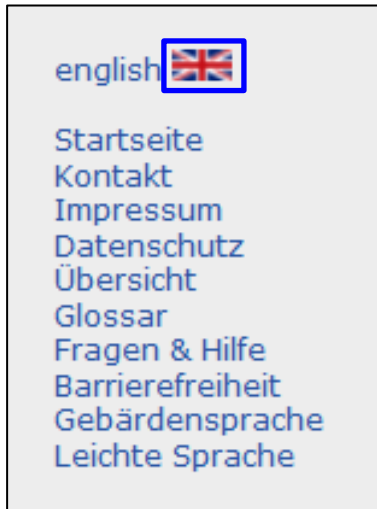 english
Startseite
Kontakt
Impressum
Datenschutz
Übersicht
Glossar
Fragen & Hilfe
Barrierefreiheit
Gebärdensprache
Leichte Sprache